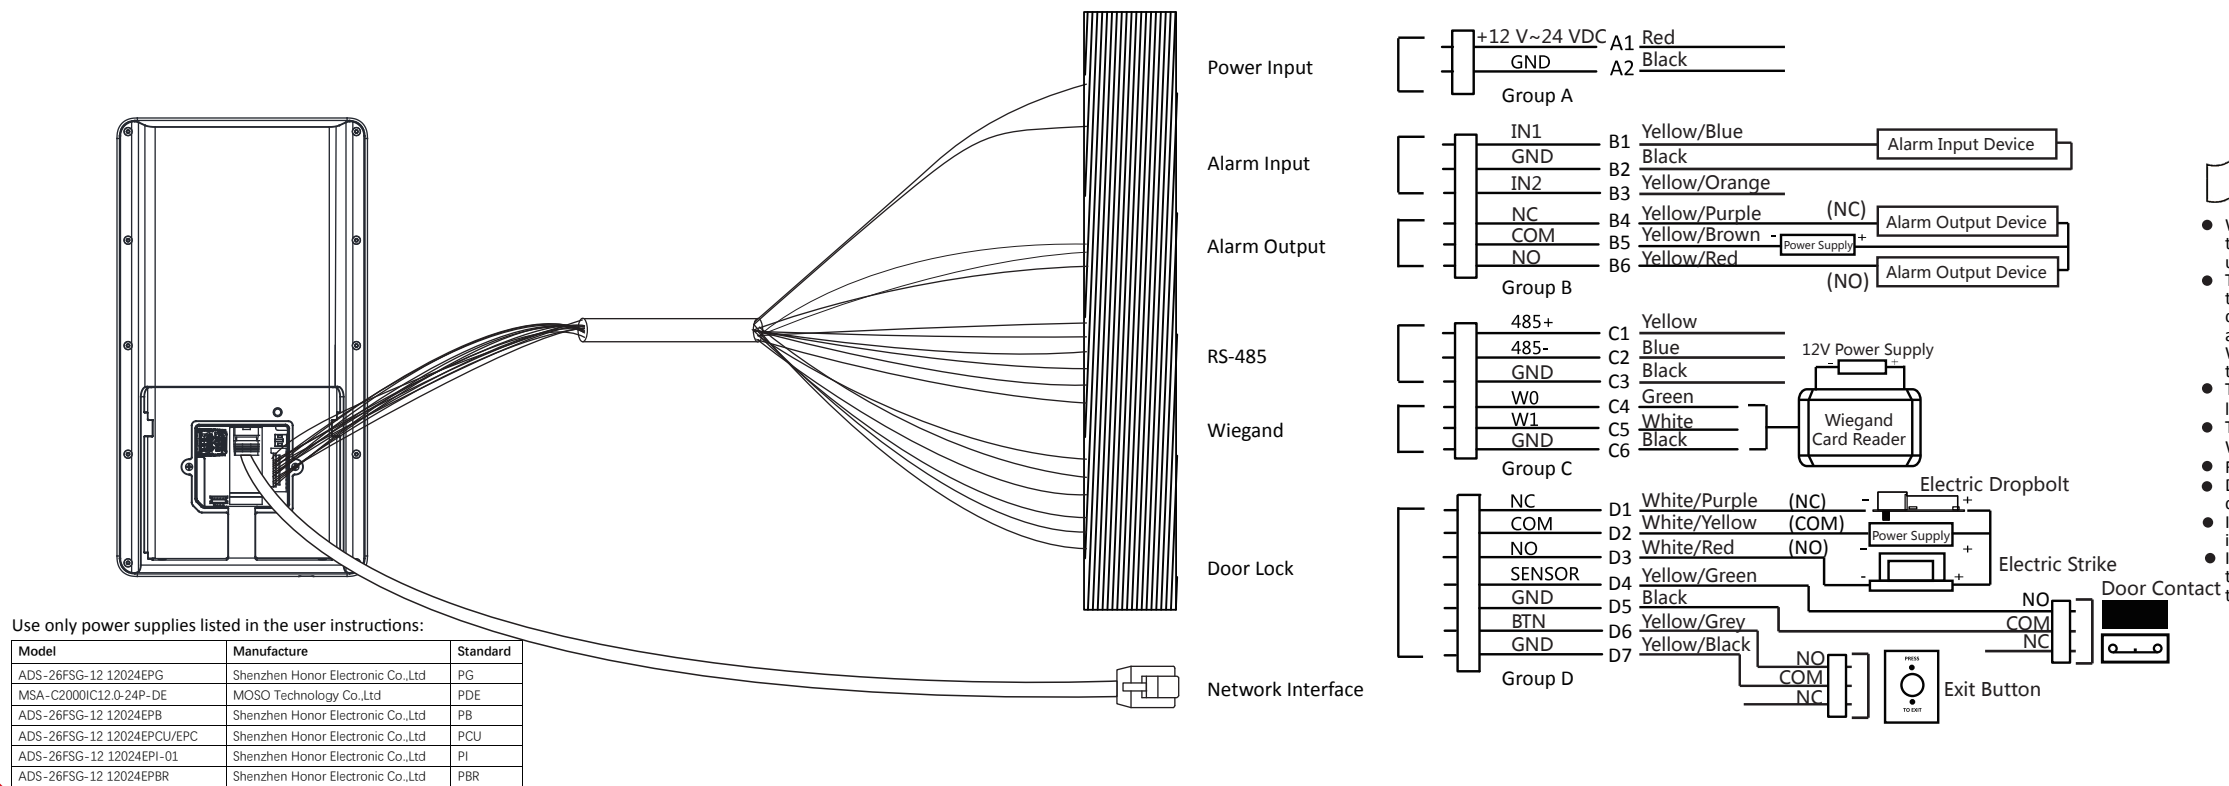 Power Input
+12 V~24 VDC A1 Red
GND A2 Black
Group A
Alarm Input
IN1 B1 Yellow/Blue Alarm Input Device
GND B2 Black
IN2 B3 Yellow/Orange
Alarm Output
NC B4 Yellow/Purple (NC) Alarm Output Device
COM B5 Yellow/Brown - Power Supply +
NO B6 Yellow/Red (NO) Alarm Output Device
Group B
RS-485
485+ C1 Yellow
485- C2 Blue
GND C3 Black
12V Power Supply
- +
Wiegand
W0 C4 Green
W1 C5 White
GND C6 Black
Wiegand
Card Reader
Group C
Door Lock
Electric Dropbolt
NC D1 White/Purple (NC) - +
COM D2 White/Yellow (COM) Power Supply
- +
NO D3 White/Red (NO)
Electric Strike
- +
SENSOR D4 Yellow/Green
GND D5 Black
BTN D6 Yellow/Grey
GND D7 Yellow/Black
Group D
Door Contact
NO
COM
NC
NO
COM
NC
PRESS
TO EXIT
Exit Button
Network Interface
Use only power supplies listed in the user instructions:
Model Manufacture Standard
ADS-26FSG-12 12024EPG Shenzhen Honor Electronic Co.,Ltd PG
MSA-C2000IC12.0-24P-DE MOSO Technology Co.,Ltd PDE
ADS-26FSG-12 12024EPB Shenzhen Honor Electronic Co.,Ltd PB
ADS-26FSG-12 12024EPCU/EPC Shenzhen Honor Electronic Co.,Ltd PCU
ADS-26FSG-12 12024EPI-01 Shenzhen Honor Electronic Co.,Ltd PI
ADS-26FSG-12 12024EPBR Shenzhen Honor Electronic Co.,Ltd PBR